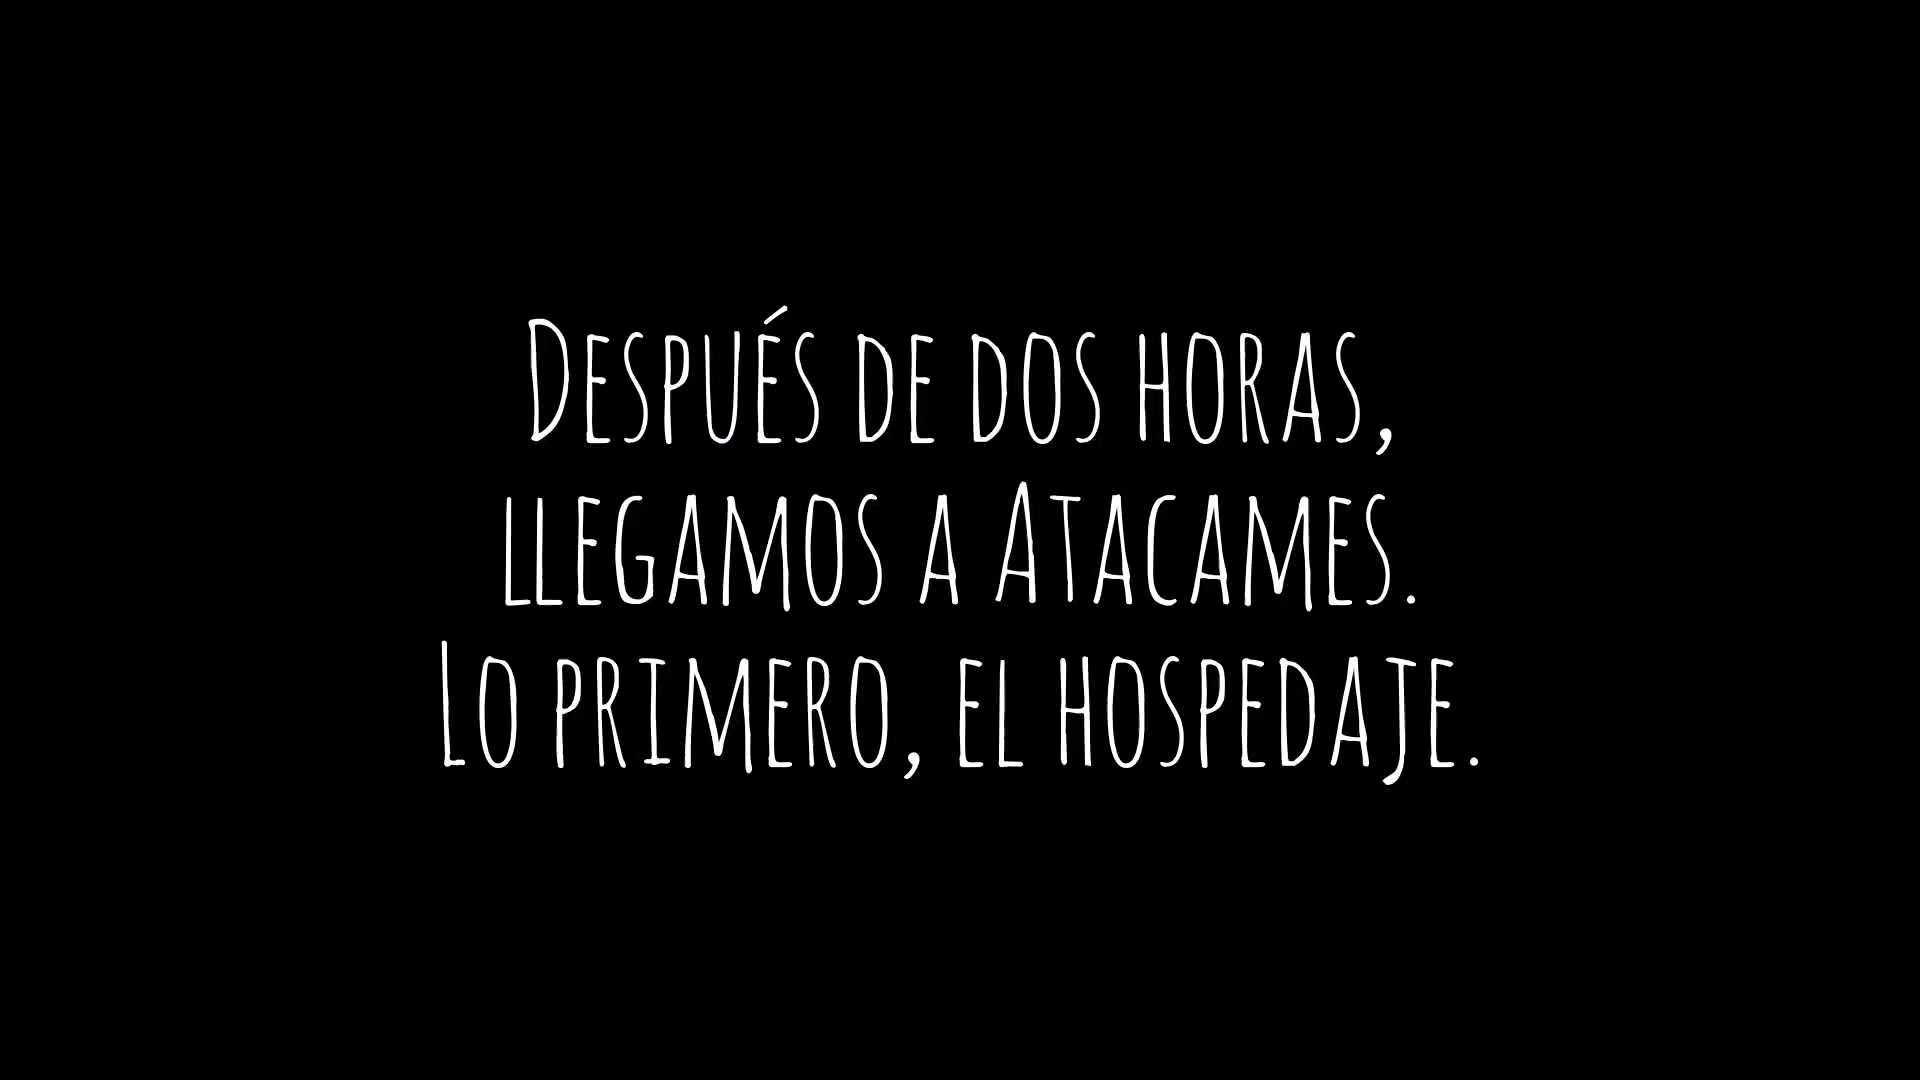 Después de dos horas,
llegamos a Atacames.
Lo primero, el hospedaje.